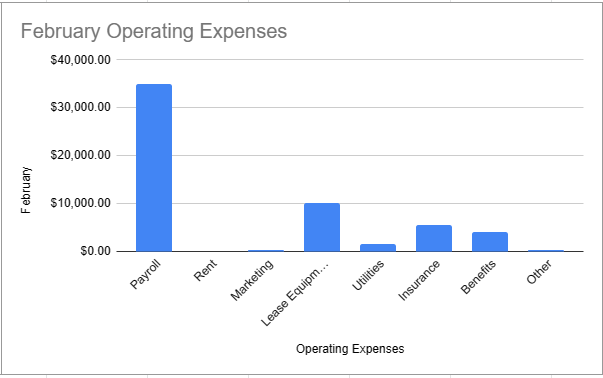 February Operating Expenses
$40,000.00
$30,000.00
$20,000.00
$10,000.00
$0.00
February
Payroll
Rent
Marketing
Lease Equipm...
Utilities
Insurance
Benefits
Other
Operating Expenses